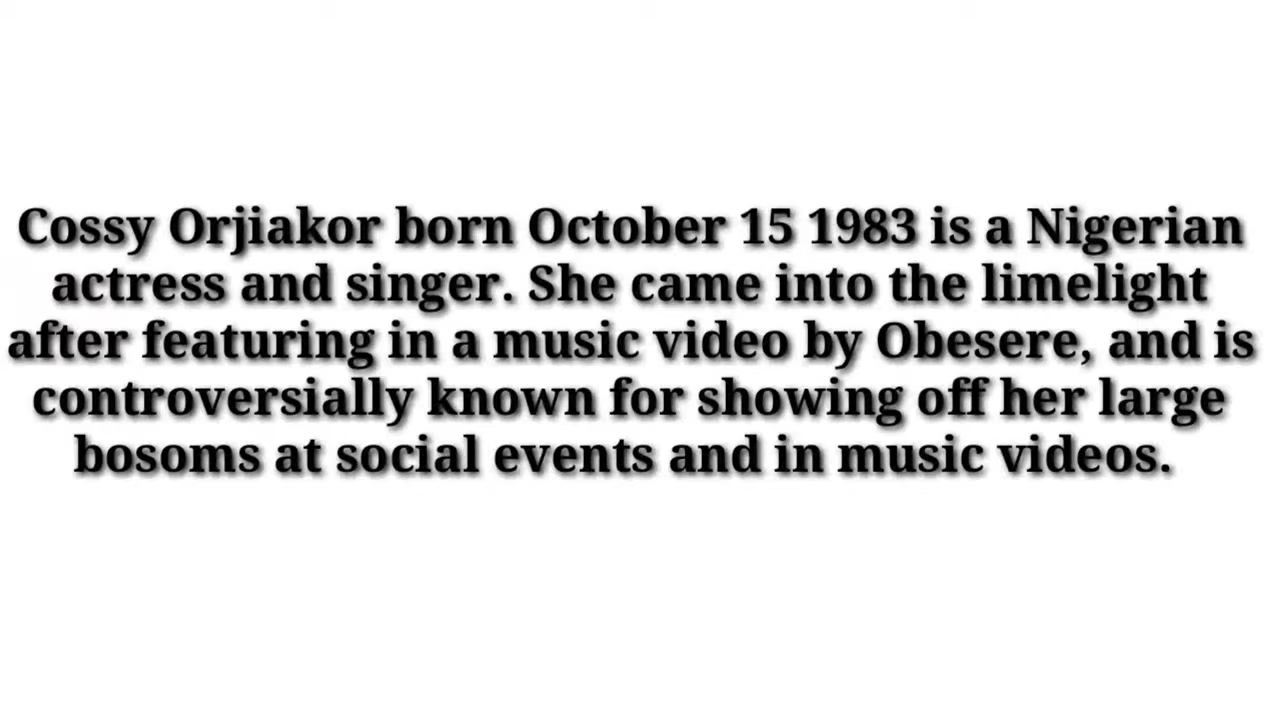 Cossy Orjiakor born October 15 1983 is a Nigerian
actress and singer. She came into the limelight
after featuring in a music video by Obesere, and is
controversially known for showing off her large
bosoms at social events and in music videos.